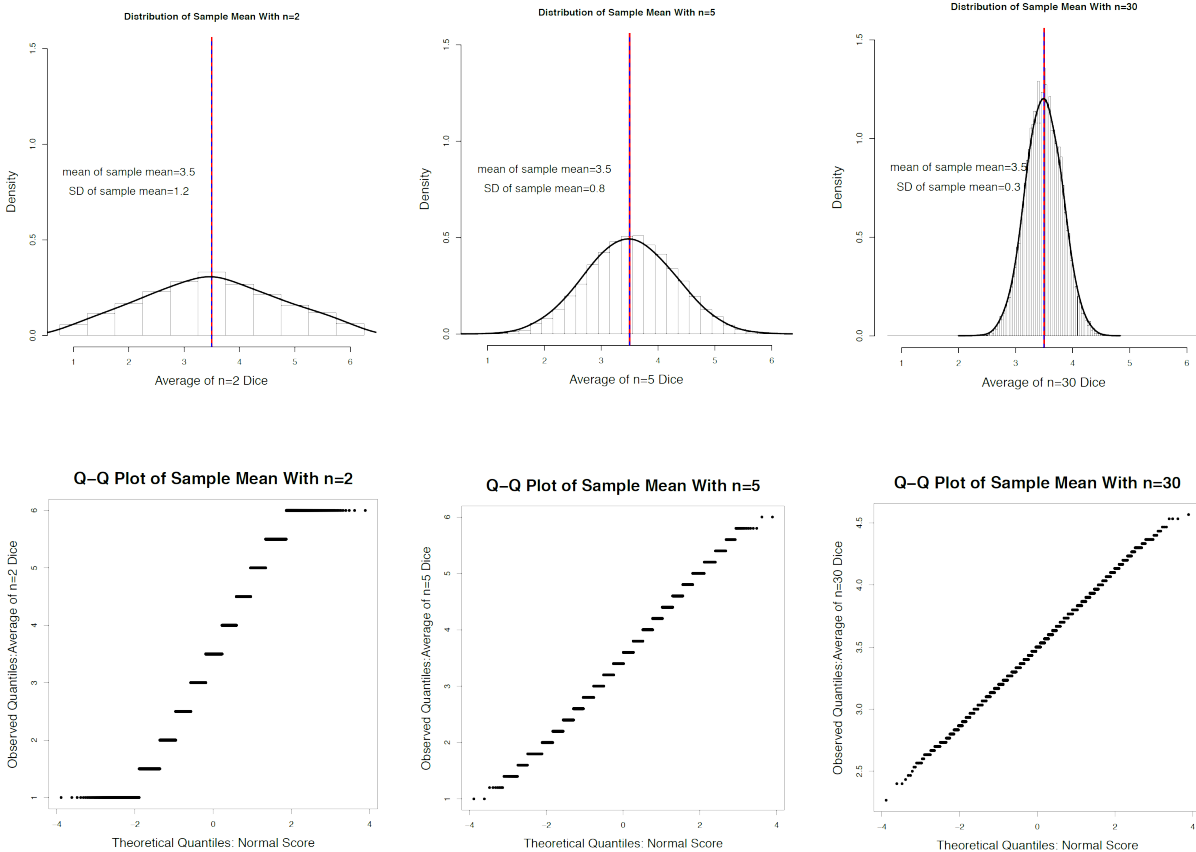 Distribution of Sample Mean With n=2
1.5
1.0
0.5
0.0
Density
mean of sample mean=3.5
SD of sample mean=1.2
1 2 3 4 5 6
Average of n=2 Dice
Distribution of Sample Mean With n=5
1.5
1.0
0.5
0.0
Density
mean of sample mean=3.5
SD of sample mean=0.8
1 2 3 4 5 6
Average of n=5 Dice
Distribution of Sample Mean With n=30
1.5
1.0
0.5
0.0
Density
mean of sample mean=3.5
SD of sample mean=0.3
1 2 3 4 5 6
Average of n=30 Dice
Q−Q Plot of Sample Mean With n=2
6
5
4
3
2
1
Observed Quantiles:Average of n=2 Dice
−4 −2 0 2 4
Theoretical Quantiles: Normal Score
Q−Q Plot of Sample Mean With n=5
6
5
4
3
2
1
Observed Quantiles:Average of n=5 Dice
−4 −2 0 2 4
Theoretical Quantiles: Normal Score
Q−Q Plot of Sample Mean With n=30
4.5
4.0
3.5
3.0
2.5
Observed Quantiles:Average of n=30 Dice
−4 −2 0 2 4
Theoretical Quantiles: Normal Score